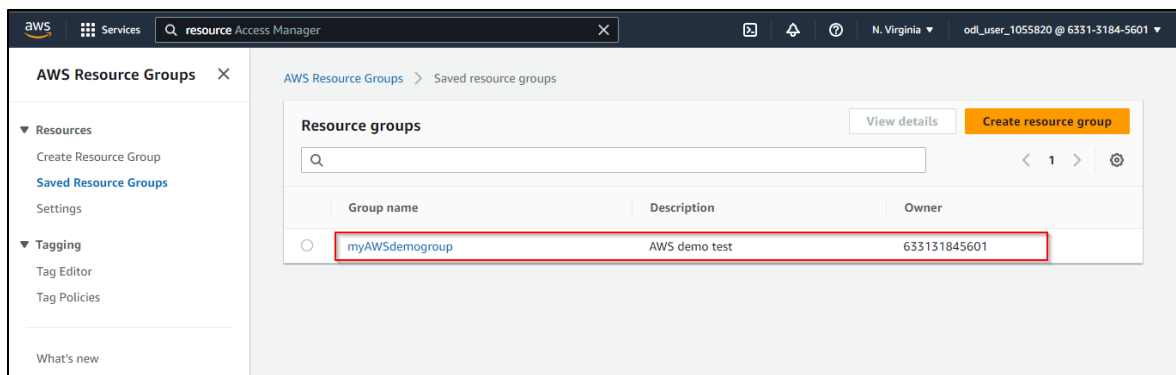 aws Services resource Access Manager N. Virginia ▼ odl_user_1055820 @ 6331-3184-5601 ▼
AWS Resource Groups
▼ Resources
Create Resource Group
Saved Resource Groups
Settings
▼ Tagging
Tag Editor
Tag Policies
What's new
AWS Resource Groups > Saved resource groups
Resource groups View details Create resource group
< 1 >
Group name Description Owner
myAWSdemogroup AWS demo test 633131845601